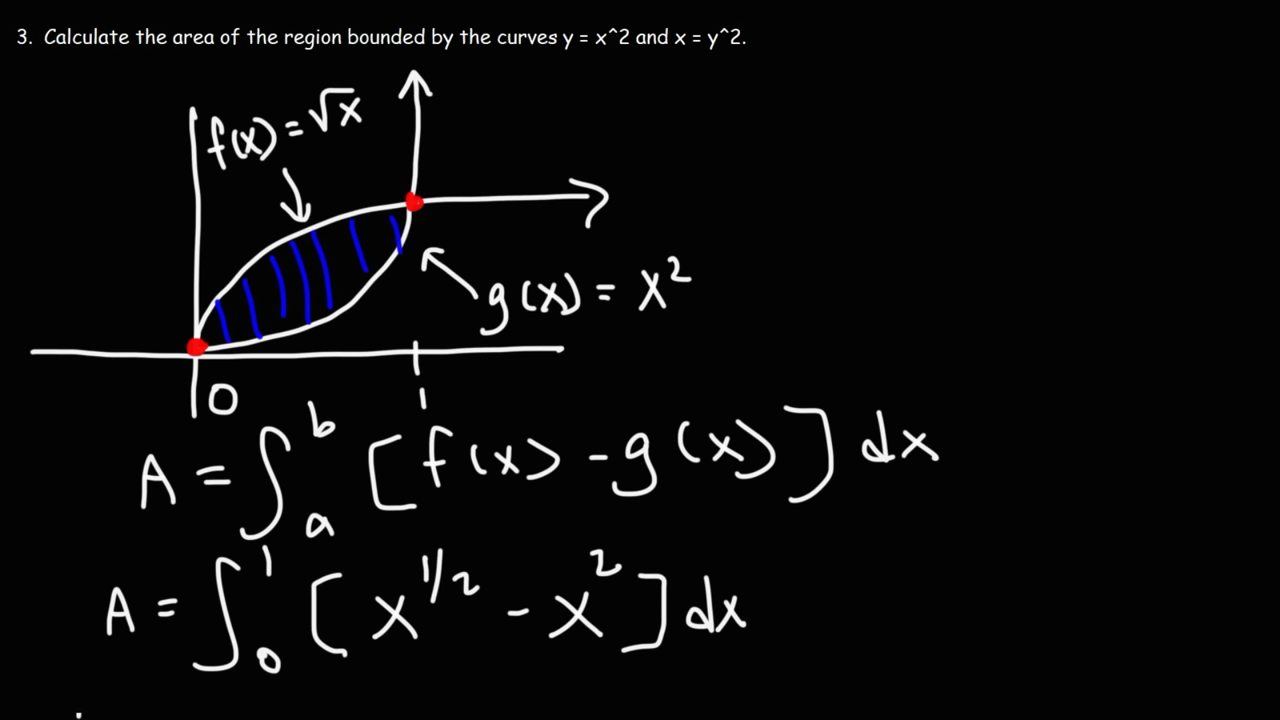 3. Calculate the area of the region bounded by the curves y = x^2 and x = y^2.
f(x) = √x
g(x) = x²
0 1
A = ∫ₐᵇ [f(x) - g(x)] dx
A = ∫₀¹ [x^{1/2} - x²] dx